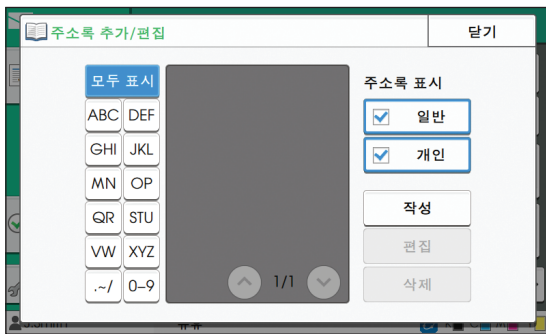 주소록 추가/편집
닫기
모두 표시
ABC DEF
GHI JKL
MN OP
QR STU
VW XYZ
.~/ 0–9
1/1
주소록 표시
일반
개인
작성
편집
삭제